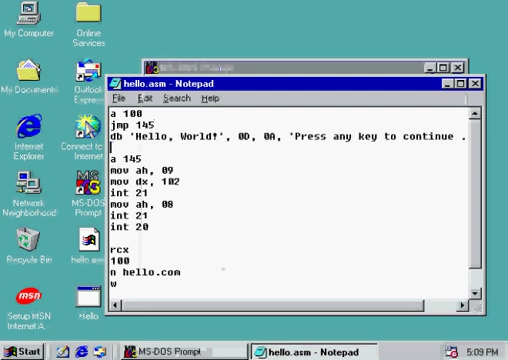 My Computer
Online
Services
My Documents
Outlook
Expre...
Internet
Explorer
Connect to
Network
Neighborhood
MS-DOS
Prompt
Recycle Bin
hello.asm
Setup MSN
Internet A...
Hello
hello.asm - Notepad
File Edit Search Help
a 100
jmp 145
db 'Hello, World!', 0D, 0A, 'Press any key to continue .
a 145
mov ah, 09
mov dx, 102
int 21
mov ah, 08
int 21
int 20
rcx
100
n hello.com
w
Start
MS-DOS Prompt
hello.asm - Notepad
5:09 PM